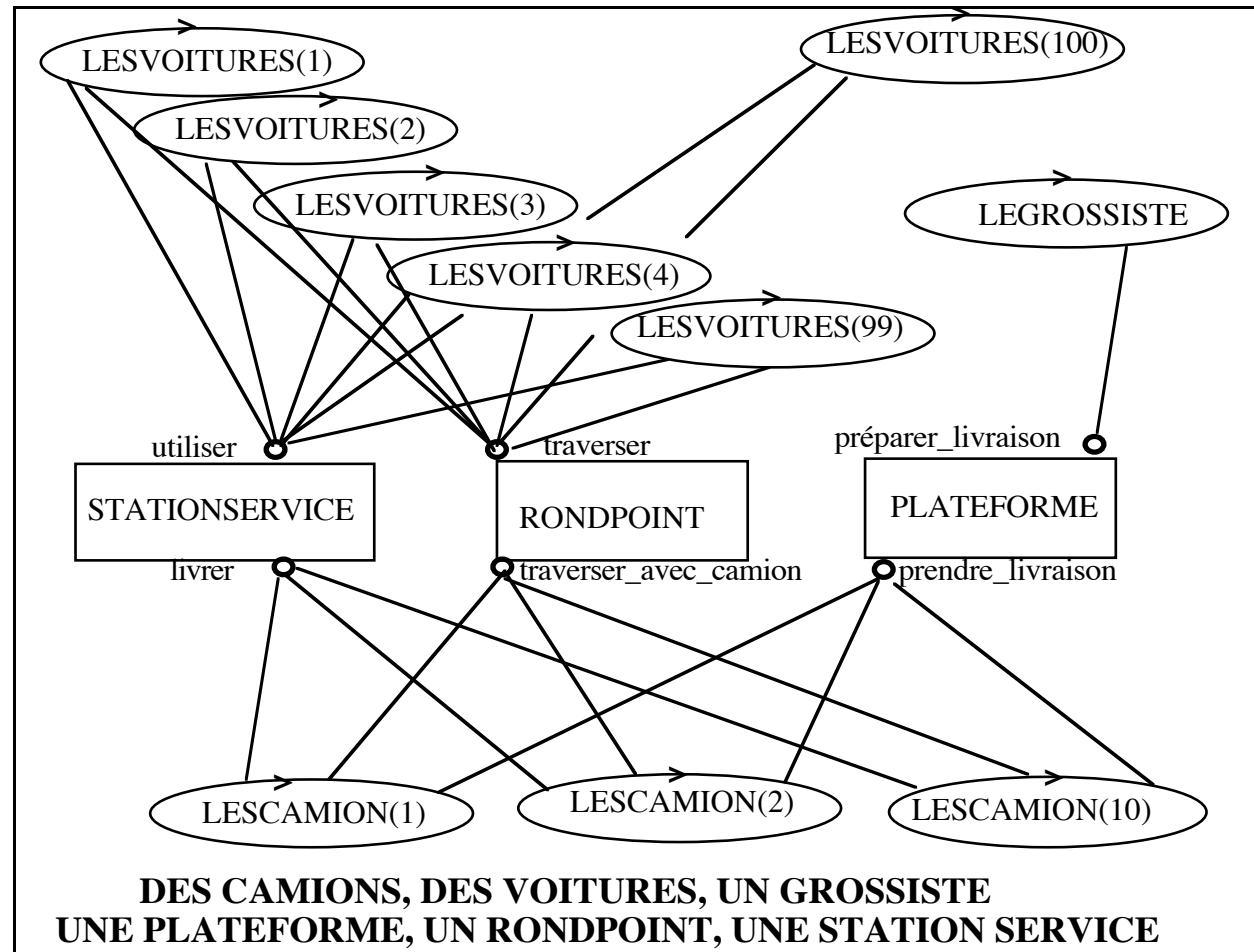 LESVOITURES(1)
LESVOITURES(100)
LESVOITURES(2)
LESVOITURES(3)
LEGROSSISTE
LESVOITURES(4)
LESVOITURES(99)
utiliser
traverser
préparer_livraison
STATIONSERVICE
RONDPOINT
PLATEFORME
livrer
traverser_avec_camion
prendre_livraison
LESCAMION(1)
LESCAMION(2)
LESCAMION(10)
DES CAMIONS, DES VOITURES, UN GROSSISTE
UNE PLATEFORME, UN RONDPOINT, UNE STATION SERVICE